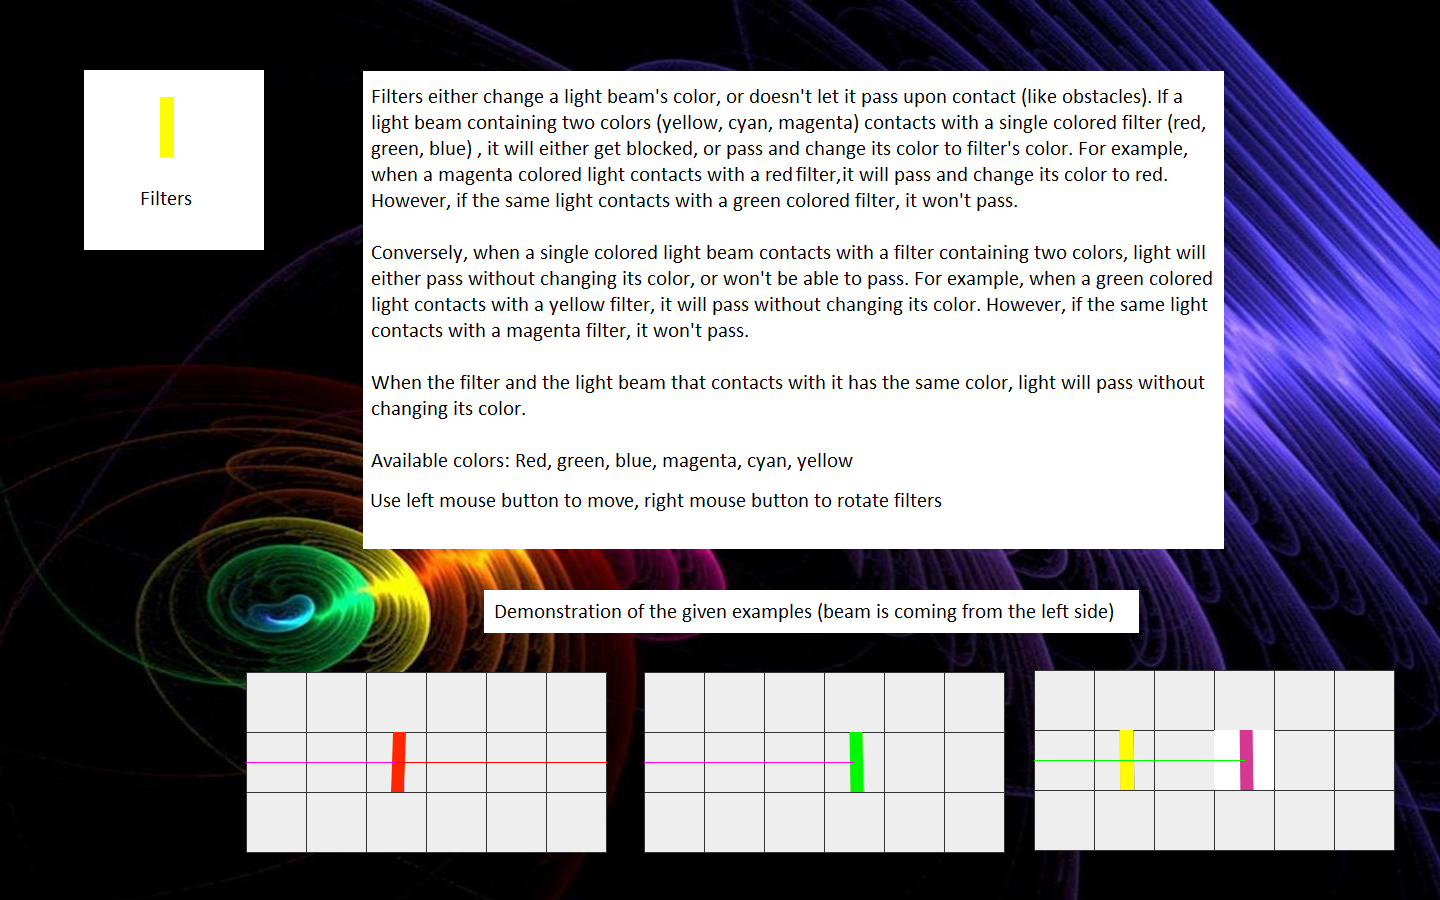 Filters
Filters either change a light beam's color, or doesn't let it pass upon contact (like obstacles). If a
light beam containing two colors (yellow, cyan, magenta) contacts with a single colored filter (red,
green, blue) , it will either get blocked, or pass and change its color to filter's color. For example,
when a magenta colored light contacts with a red filter,it will pass and change its color to red.
However, if the same light contacts with a green colored filter, it won't pass.
Conversely, when a single colored light beam contacts with a filter containing two colors, light will
either pass without changing its color, or won't be able to pass. For example, when a green colored
light contacts with a yellow filter, it will pass without changing its color. However, if the same light
contacts with a magenta filter, it won't pass.
When the filter and the light beam that contacts with it has the same color, light will pass without
changing its color.
Available colors: Red, green, blue, magenta, cyan, yellow
Use left mouse button to move, right mouse button to rotate filters
Demonstration of the given examples (beam is coming from the left side)